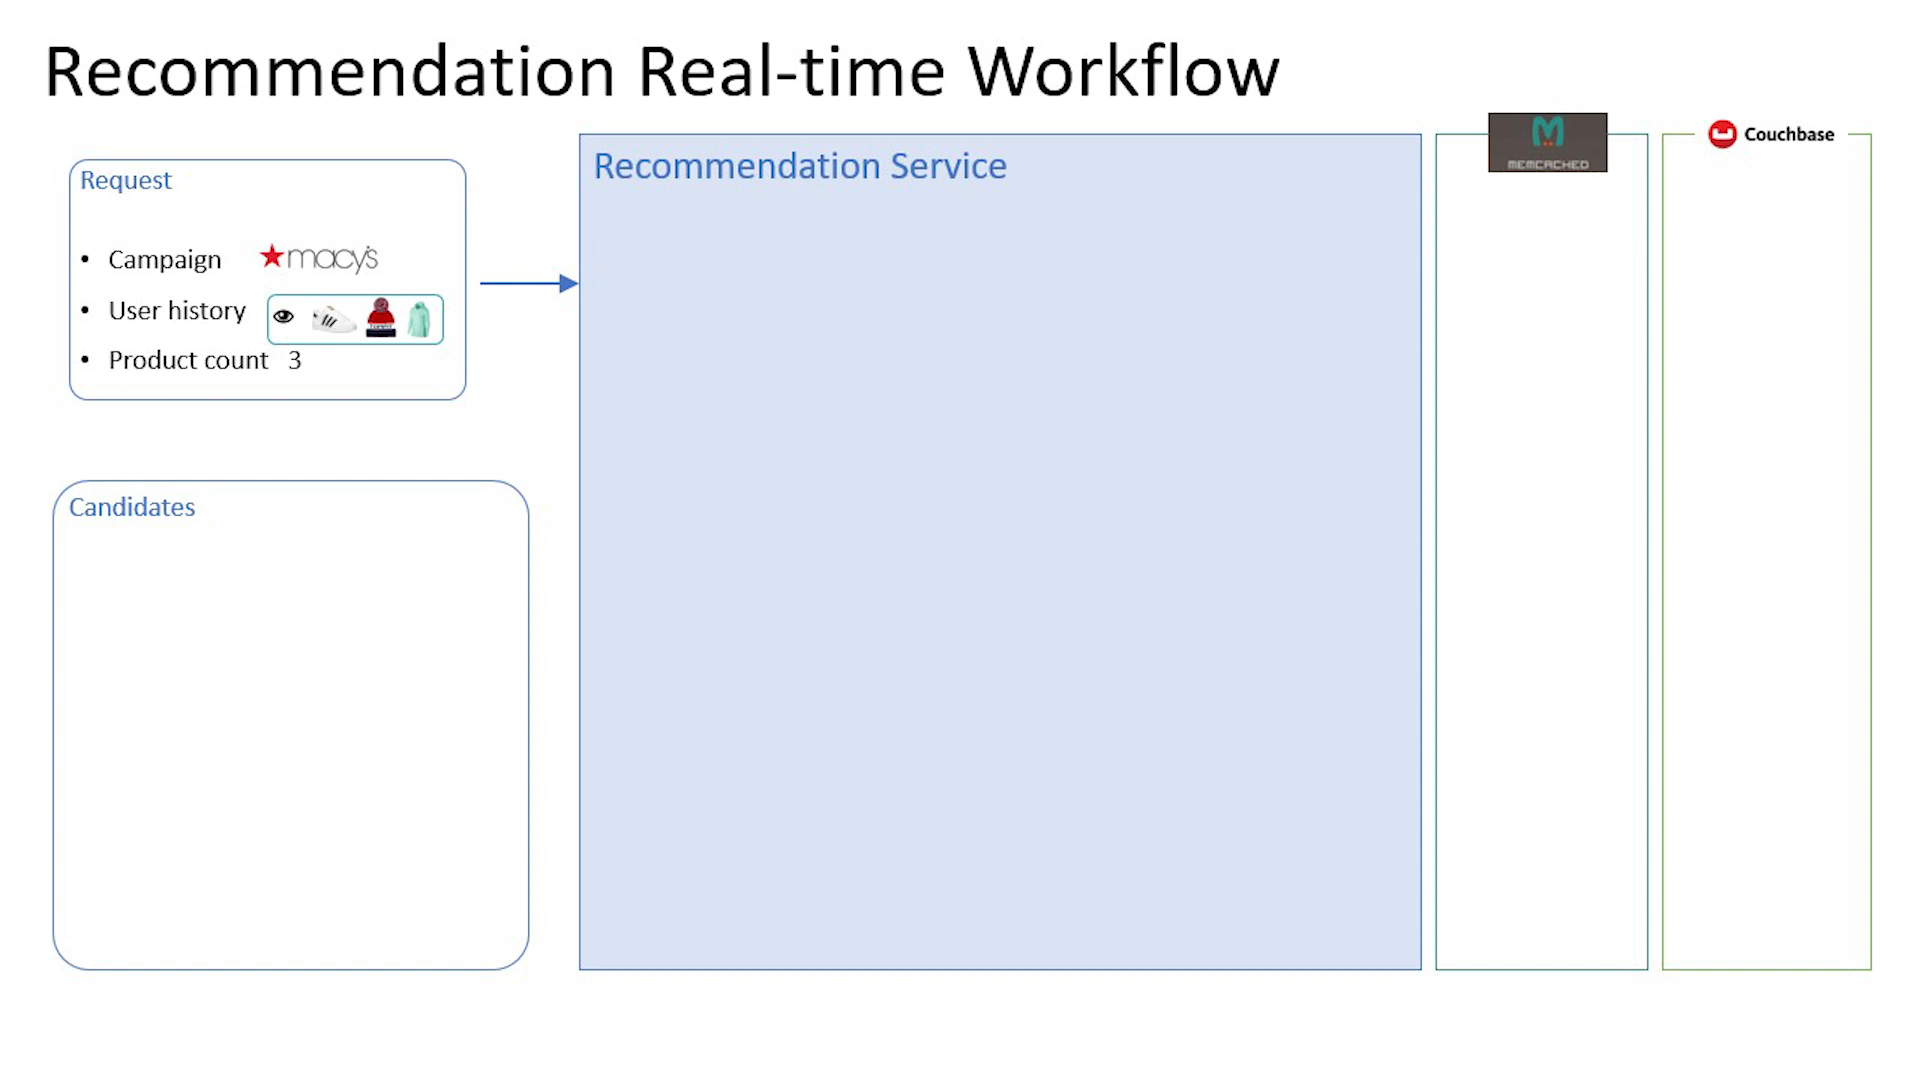 Recommendation Real-time Workflow
Request
• Campaign ★macy's
• User history
• Product count 3
Candidates
Recommendation Service
MEMCACHED
Couchbase